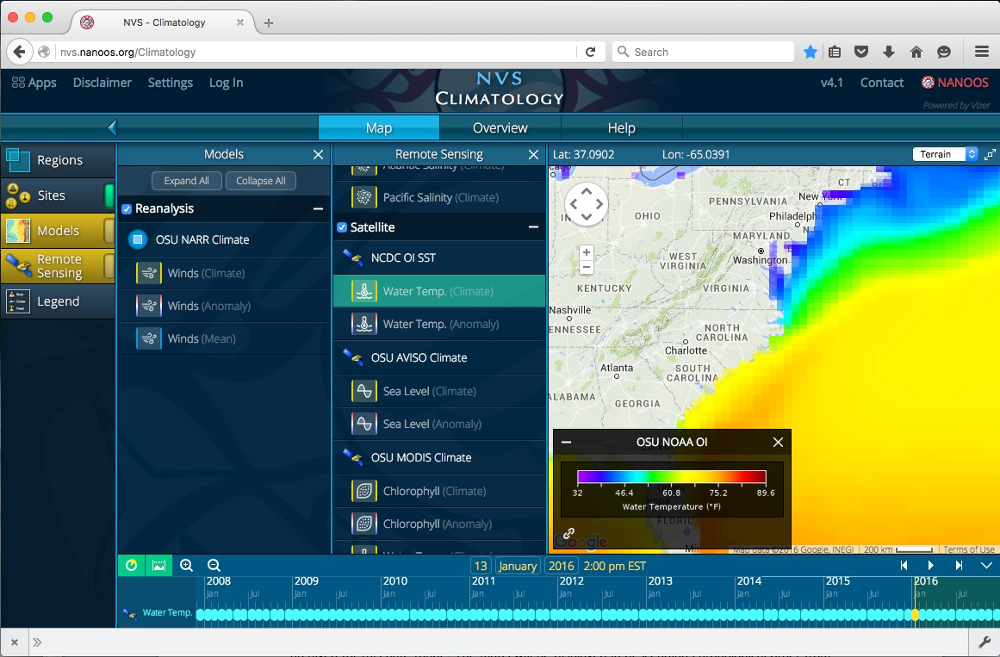 NVS - Climatology
nvs.nanoos.org/Climatology
Search
Apps Disclaimer Settings Log In
NVS
CLIMATOLOGY
v4.1 Contact NANOOS
Powered by Vizer
Map Overview Help
Regions
Sites
Models
Remote Sensing
Legend
Models
Expand All Collapse All
Reanalysis
OSU NARR Climate
Winds (Climate)
Winds (Anomaly)
Winds (Mean)
Remote Sensing
Atlantic Salinity (Climate)
Pacific Salinity (Climate)
Satellite
NCDC OI SST
Water Temp. (Climate)
Water Temp. (Anomaly)
OSU AVISO Climate
Sea Level (Climate)
Sea Level (Anomaly)
OSU MODIS Climate
Chlorophyll (Climate)
Chlorophyll (Anomaly)
Lat: 37.0902 Lon: -65.0391
Terrain
CT
PENNSYLVANIA
New York
OHIO
Philadelphia
MARYLAND
WEST
VIRGINIA
Washington
KENTUCKY
VIRGINIA
Nashville
ENNESSEE
NORTH
CAROLINA
Charlotte
Atlanta
SOUTH
CAROLINA
ALABAMA
GEORGIA
OSU NOAA OI
32 46.4 60.8 75.2 89.6
Water Temperature (°F)
FLORIDA
Google
Map data ©2016 Google, INEGI 200 km Terms of Use
13 January 2016 2:00 pm EST
2008 2009 2010 2011 2012 2013 2014 2015 2016
Jan Jul Jan Jul Jan Jul Jan Jul Jan Jul Jan Jul Jan Jul Jan Jul Jan Jul
Water Temp.